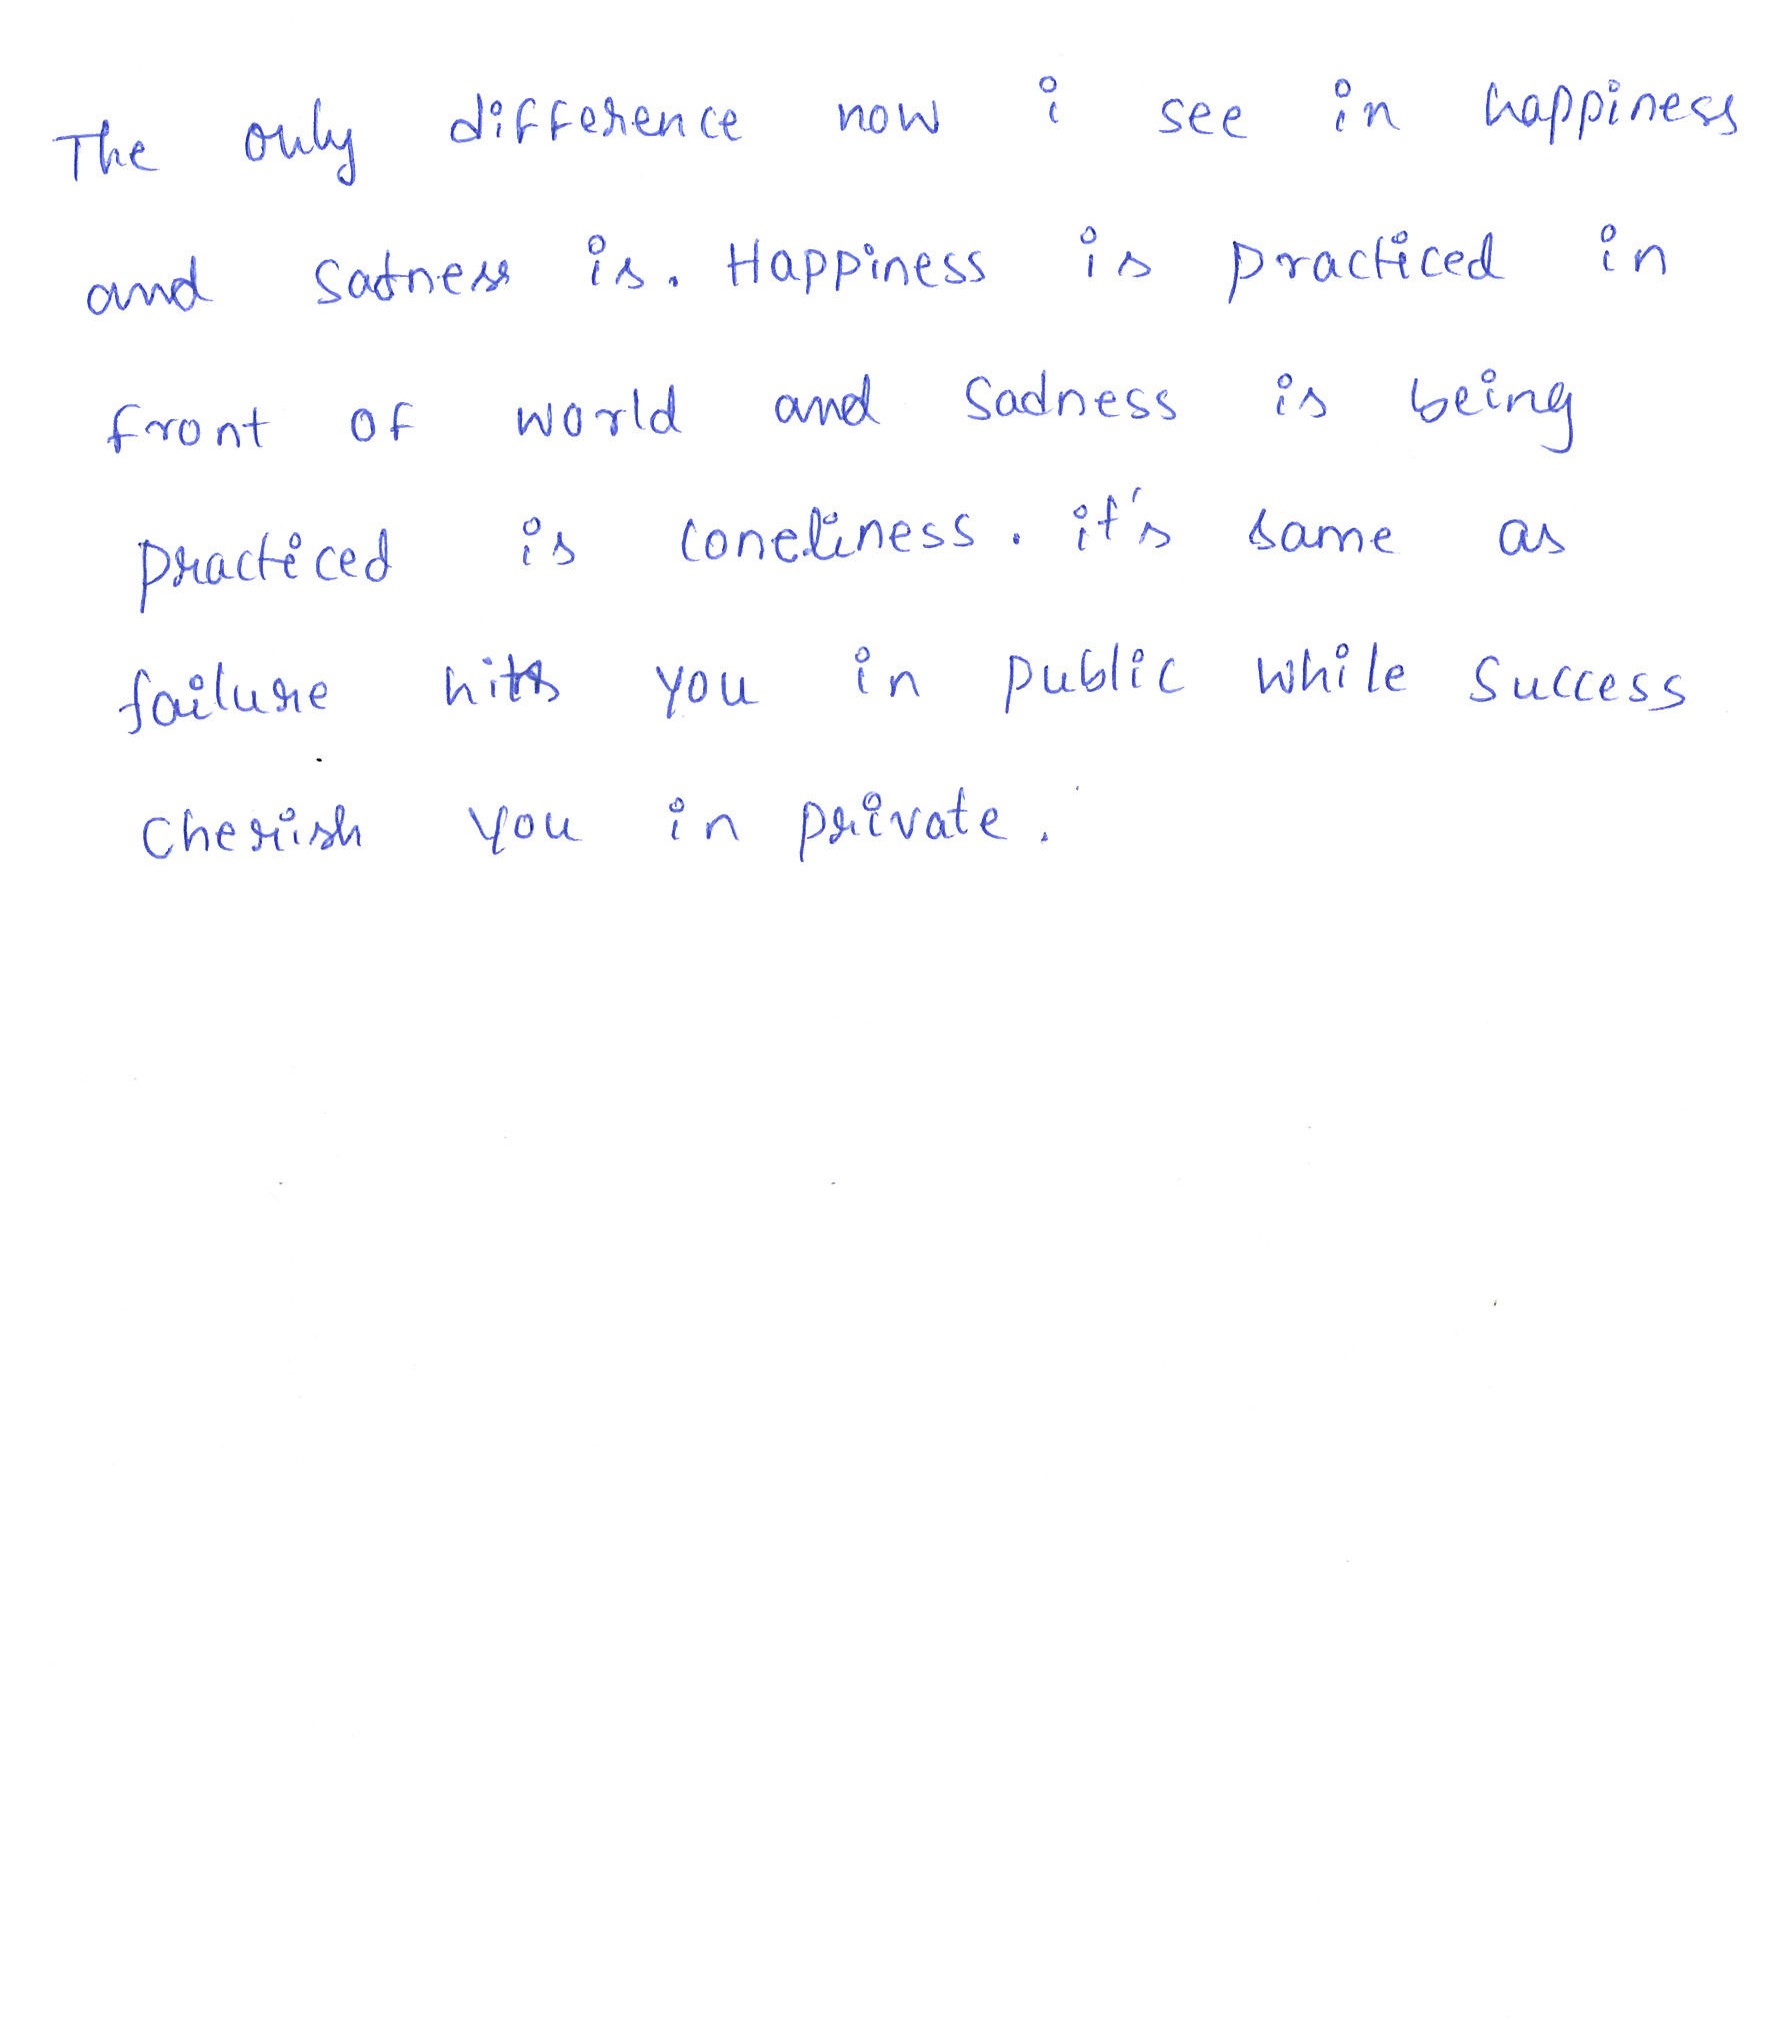 The only difference now i see in happiness
and satness is. Happiness is practiced in
front of world and sadness is being
practiced is loneliness. it's same as
failure hits you in public while success
cherish you in private.